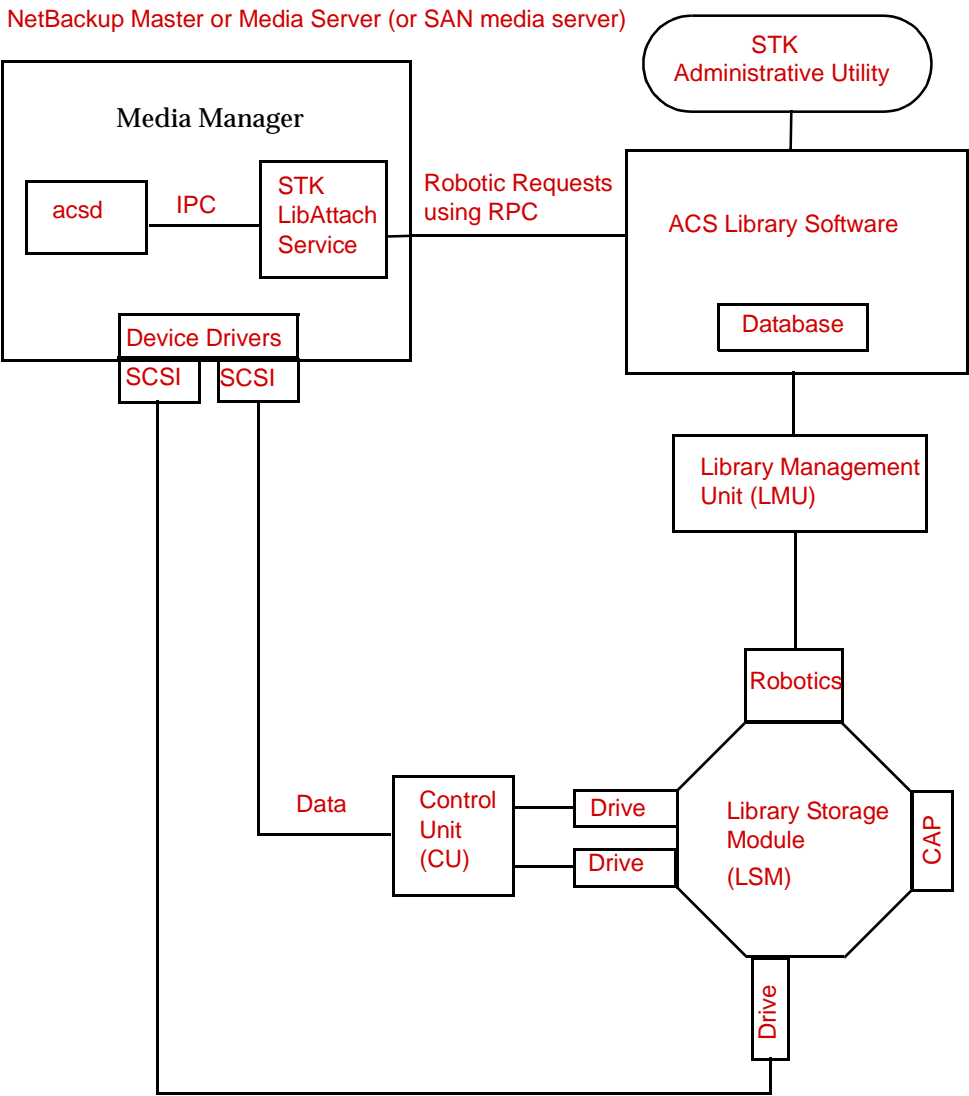 NetBackup Master or Media Server (or SAN media server)
STK
Administrative Utility
Media Manager
acsd
IPC
STK
LibAttach
Service
Robotic Requests
using RPC
ACS Library Software
Database
Device Drivers
SCSI
SCSI
Library Management
Unit (LMU)
Robotics
Data
Control
Unit
(CU)
Drive
Drive
Library Storage
Module
(LSM)
CAP
Drive